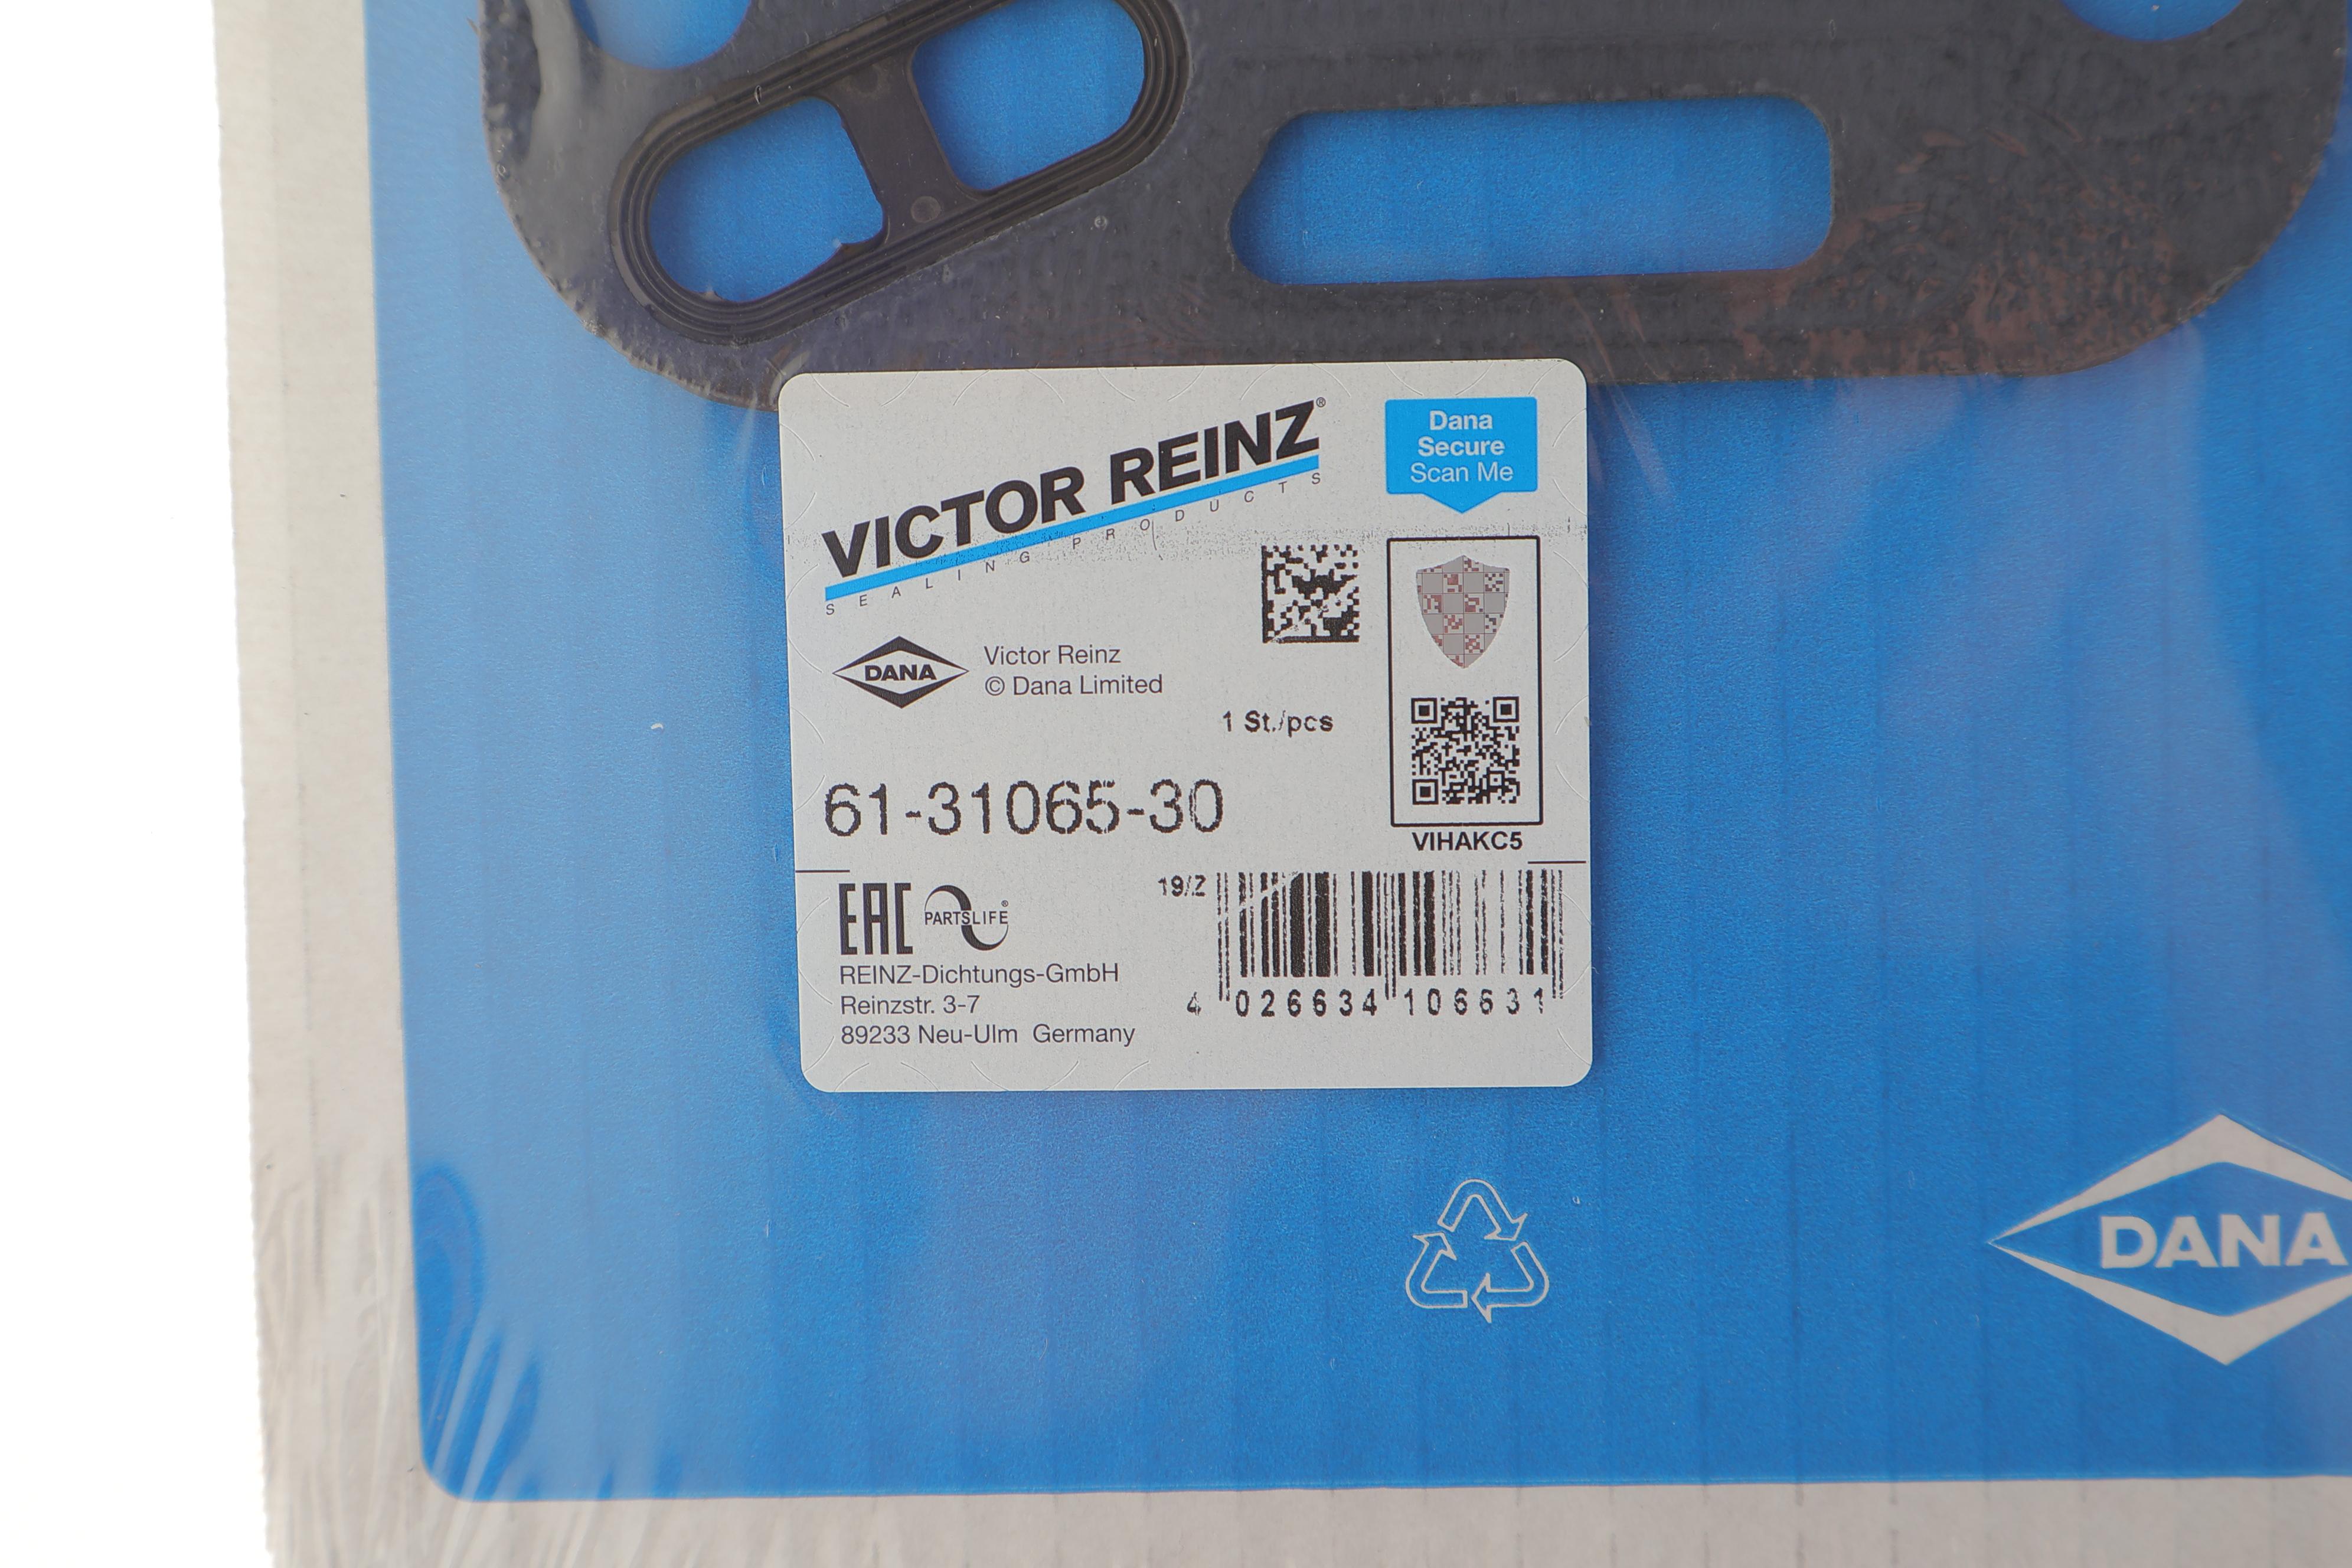 VICTOR REINZ®
SEALING PRODUCTS
Dana
Secure
Scan Me
DANA
Victor Reinz
© Dana Limited
1 St./pcs
61-31065-30
VIHAKC5
EAC
PARTSLIFE®
19/Z
REINZ-Dichtungs-GmbH
Reinzstr. 3-7
89233 Neu-Ulm Germany
4 026634 106631
DANA